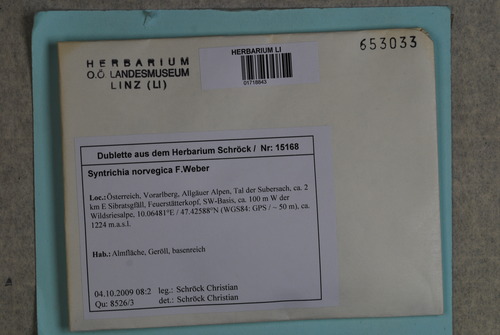 HERBARIUM
O.Ö LANDESMUSEUM
LINZ (LI)
HERBARIUM LI
01718843
653033
Dublette aus dem Herbarium Schröck / Nr: 15168
Syntrichia norvegica F.Weber
Loc.: Österreich, Vorarlberg, Allgäuer Alpen, Tal der Subersach, ca. 2
km E Sibratsgfäll, Feuerstätterkopf, SW-Basis, ca. 100 m W der
Wildsriesalpe, 10.06481°E / 47.42588°N (WGS84: GPS / ~ 50 m), ca.
1224 m.a.s.l.
Hab.: Almfläche, Geröll, basenreich
04.10.2009 08:2 leg.: Schröck Christian
Qu: 8526/3 det.: Schröck Christian